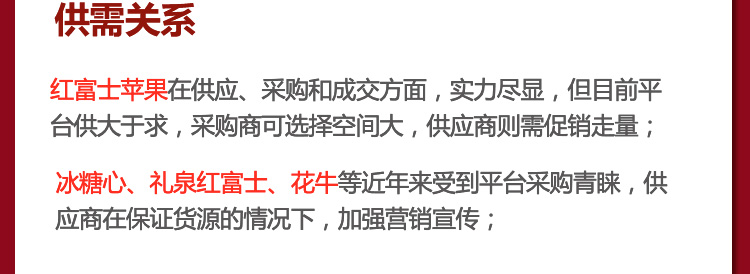 供需关系
红富士苹果在供应、采购和成交方面，实力尽显，但目前平
台供大于求，采购商可选择空间大，供应商则需促销走量；
冰糖心、礼泉红富士、花牛等近年来受到平台采购青睐，供
应商在保证货源的情况下，加强营销宣传；